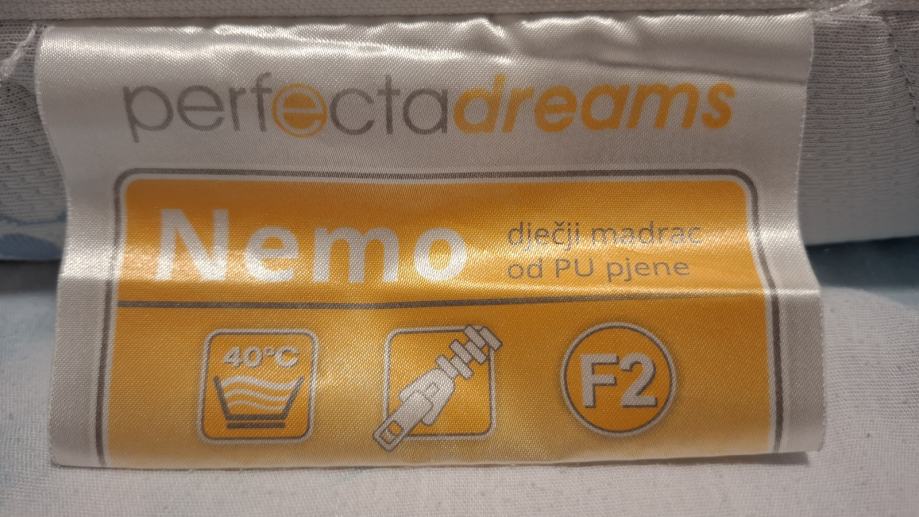 perfectadreams
Nemo
dječji madrac
od PU pjene
40°C
F2